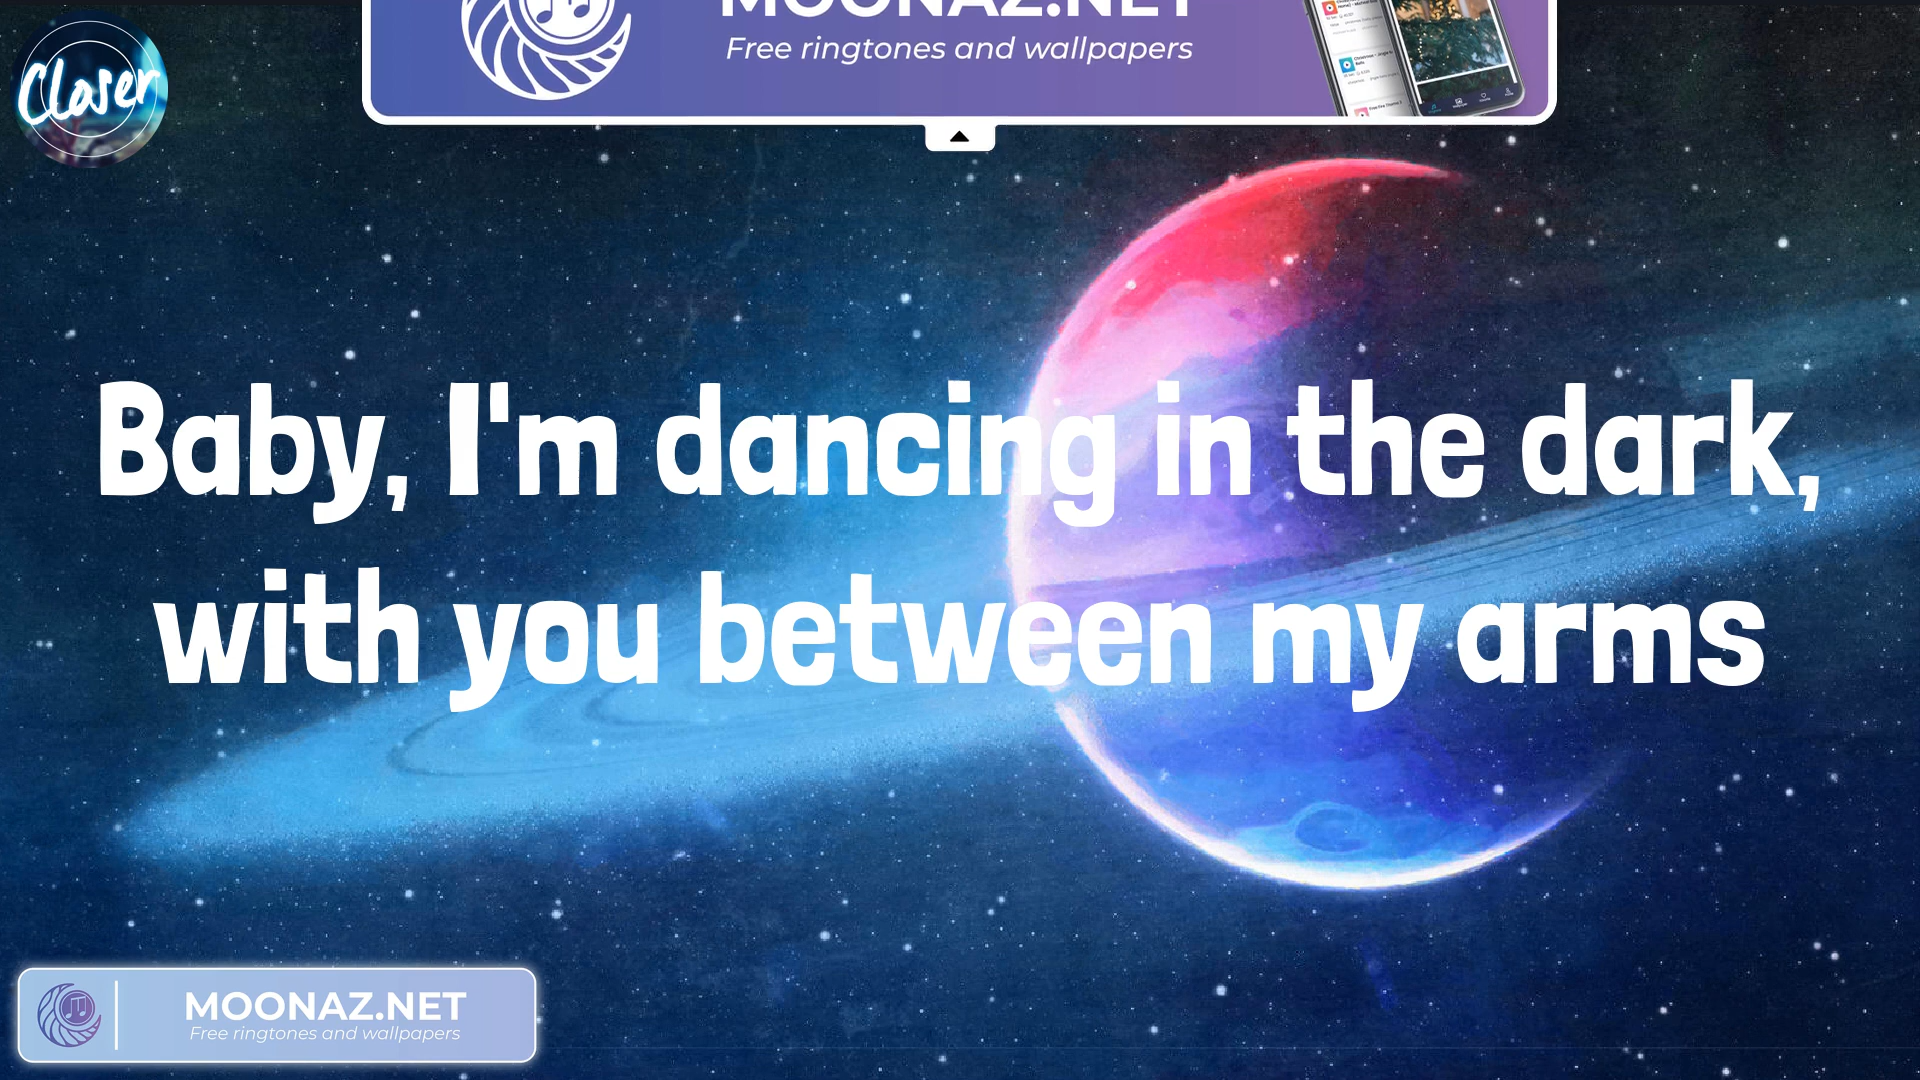 Closer
MOONAZ.NET
Free ringtones and wallpapers
Baby, I'm dancing in the dark,
with you between my arms
MOONAZ.NET
Free ringtones and wallpapers